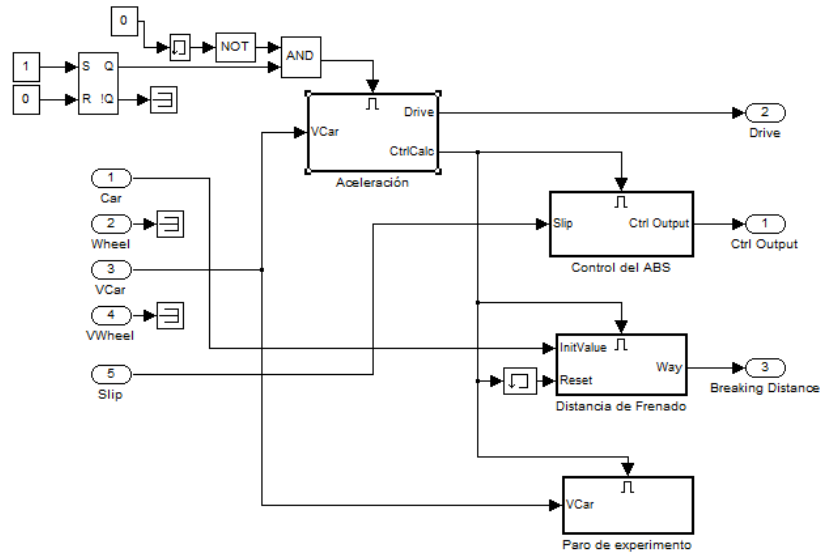 0
NOT
AND
1
S Q
0
R !Q
Drive
VCar
CtrlCalc
Aceleración
2
Drive
1
Car
2
Wheel
3
VCar
4
VWheel
5
Slip
Slip
Ctrl Output
Control del ABS
1
Ctrl Output
InitValue
Way
Reset
Distancia de Frenado
3
Breaking Distance
VCar
Paro de experimento